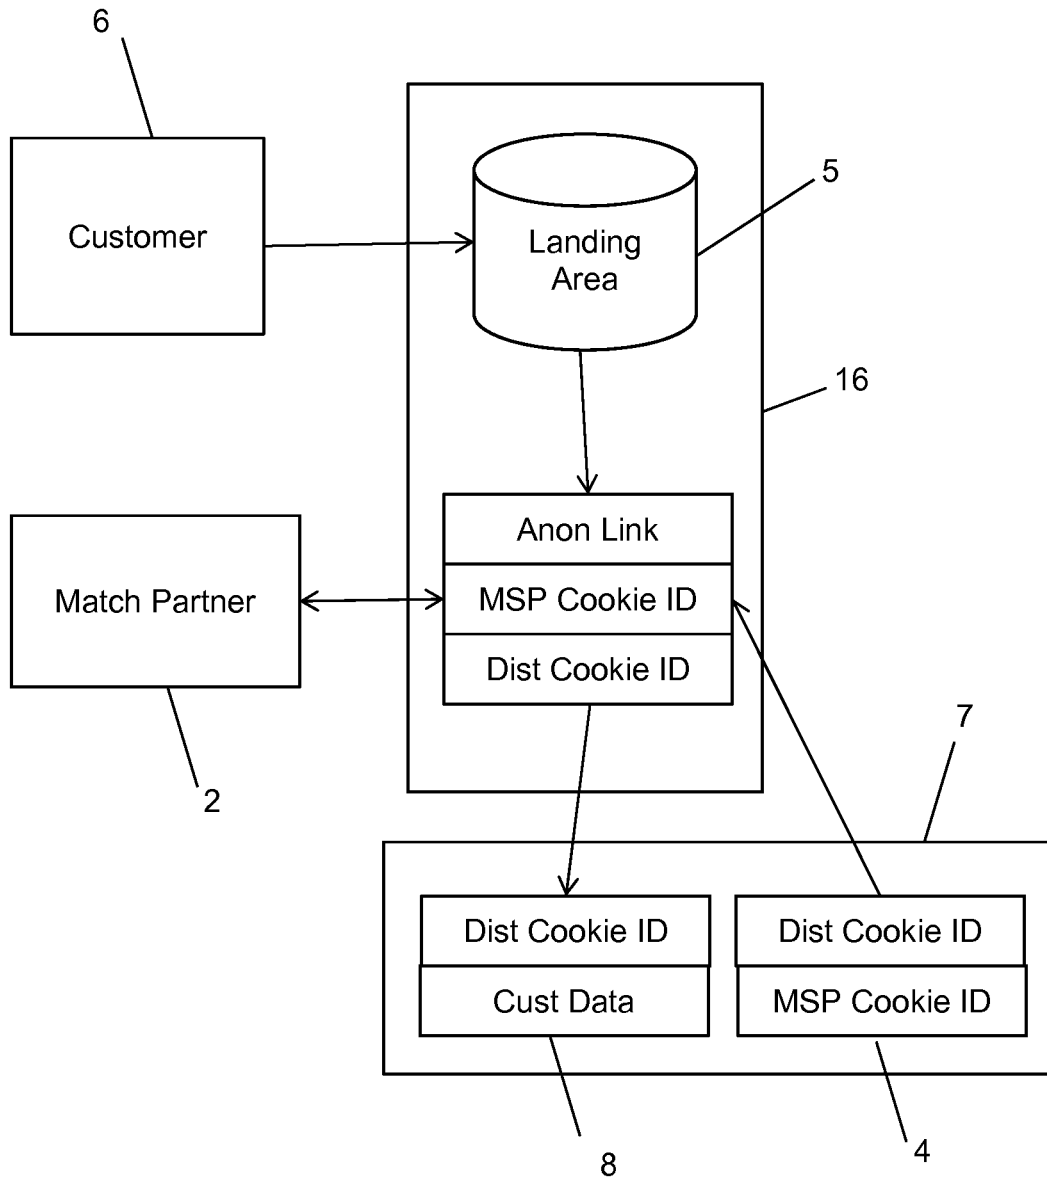 6
Customer
Landing
Area
5
16
Anon Link
MSP Cookie ID
Dist Cookie ID
Match Partner
2
7
Dist Cookie ID
Cust Data
Dist Cookie ID
MSP Cookie ID
8
4